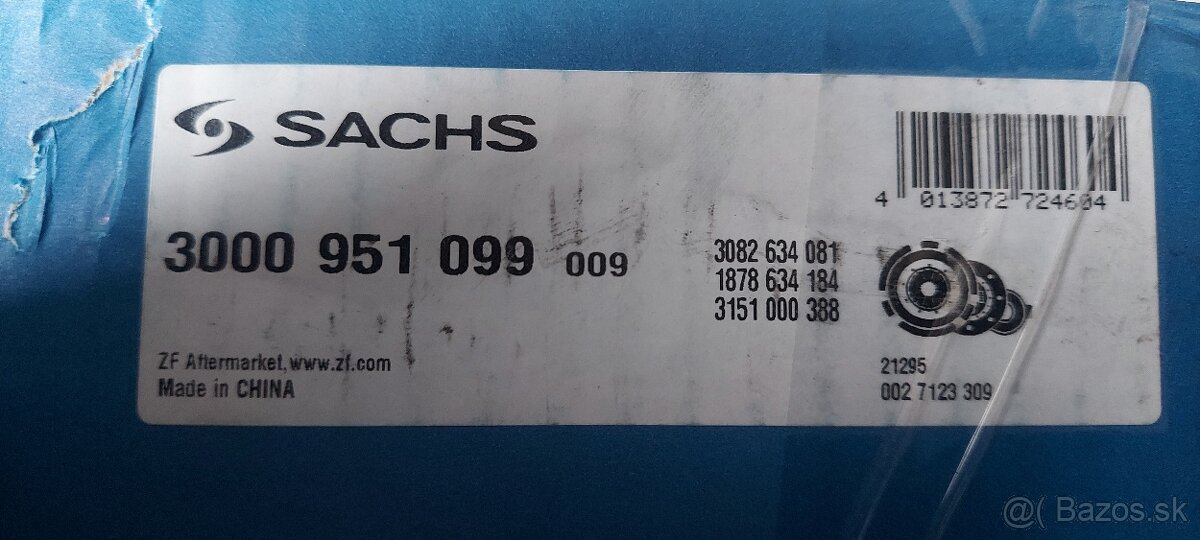 SACHS
4 013872 724604
3000 951 099 009
3082 634 081
1878 634 184
3151 000 388
ZF Aftermarket, www.zf.com
Made in CHINA
21295
002 7123 309
@( Bazos.sk